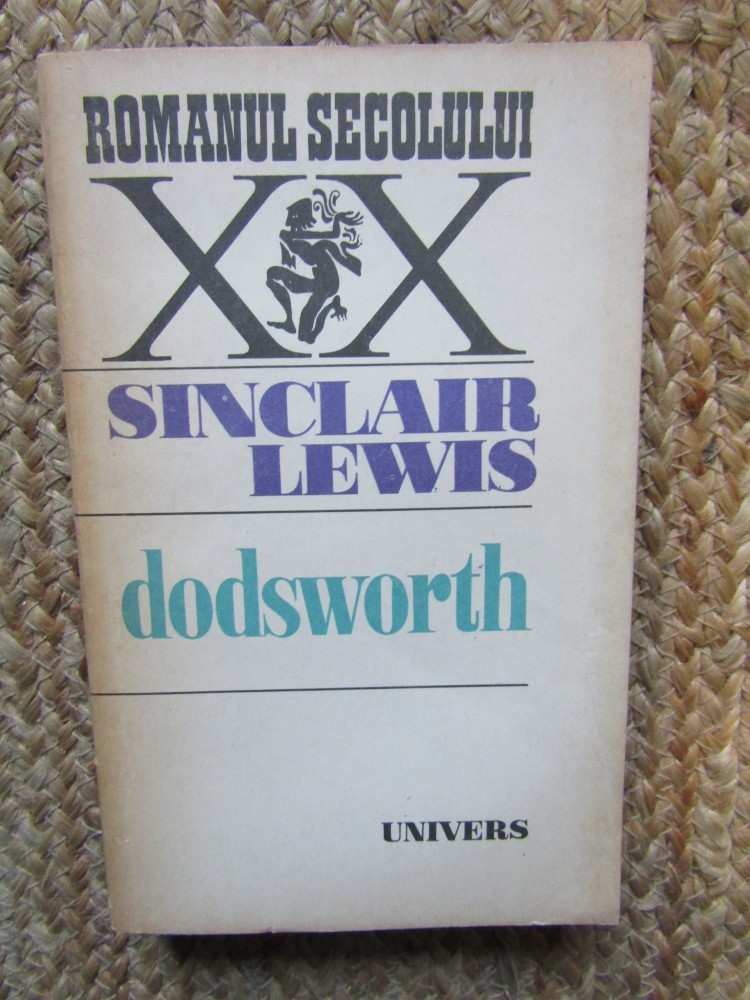 ROMANUL SECOLULUI
XX
SINCLAIR
LEWIS
dodsworth
UNIVERS